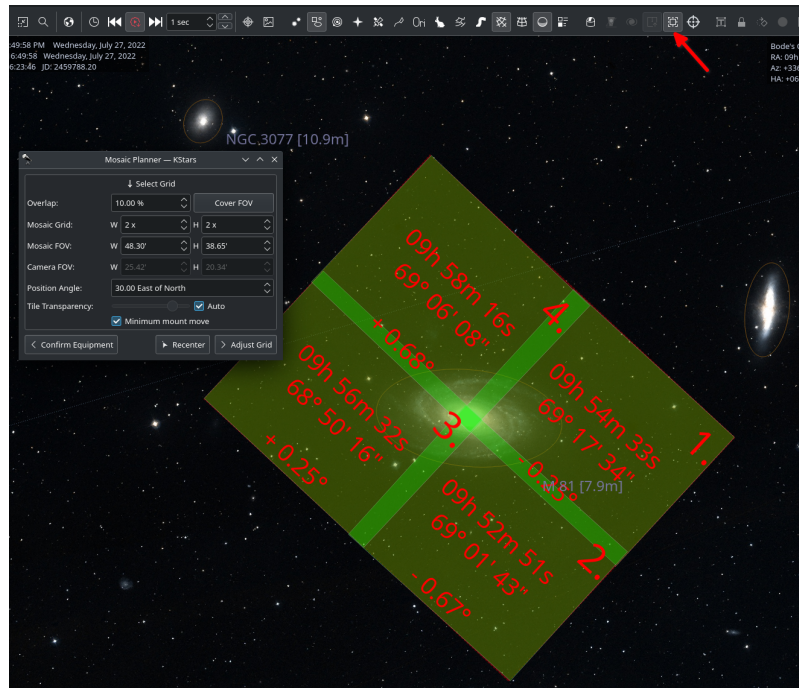 1 sec
Ori
:49:58 PM Wednesday, July 27, 2022
6:49:58 Wednesday, July 27, 2022
6:23:46 JD: 2459788.20
Bode's G
RA: 09h
Az: +336
HA: +06
NGC 3077 [10.9m]
Mosaic Planner — KStars
↓ Select Grid
Overlap: 10.00 % Cover FOV
Mosaic Grid: W 2 x H 2 x
Mosaic FOV: W 48.30' H 38.65'
Camera FOV: W 25.42' H 20.34'
Position Angle: 30.00 East of North
Tile Transparency: Auto
Minimum mount move
< Confirm Equipment Recenter > Adjust Grid
09h 58m 16s
69° 06' 08"
+ 0.68°
4.
09h 54m 33s
69° 17' 34"
- 0.25°
1.
09h 56m 32s
68° 50' 16"
+ 0.25°
3.
09h 52m 51s
69° 01' 43"
- 0.67°
2.
M 81 [7.9m]